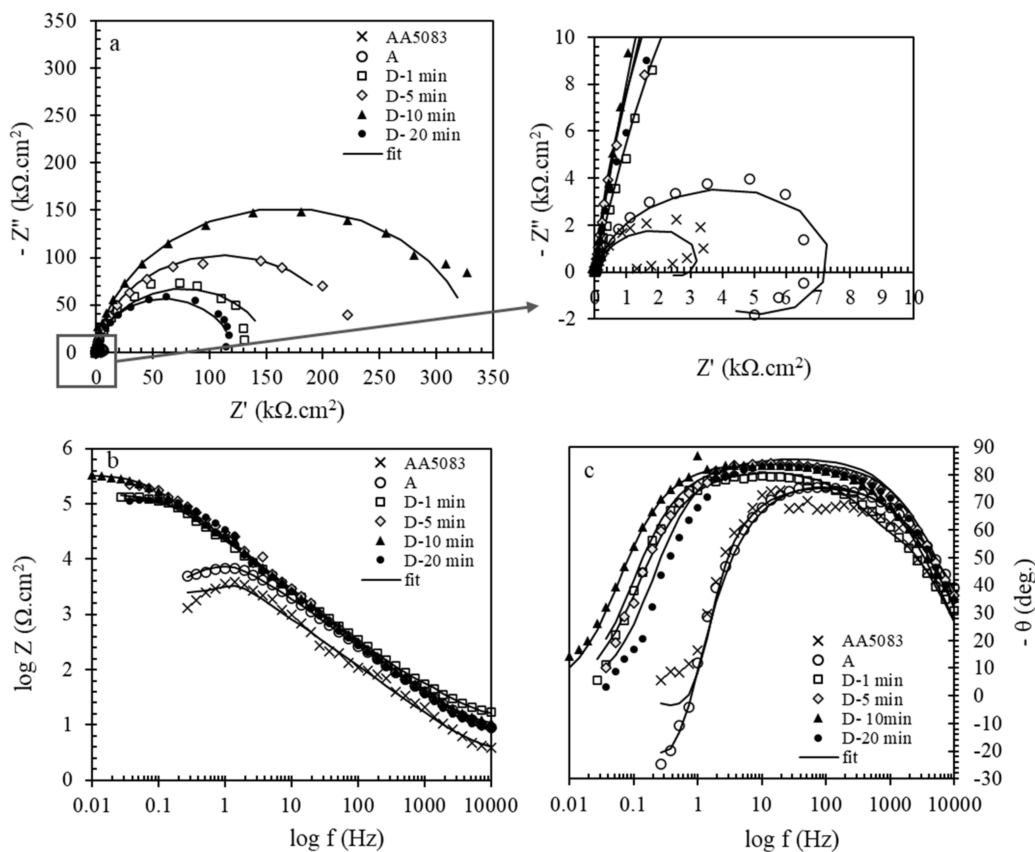 a
350
300
250
200
150
100
50
0
- Z'' (kΩ.cm²)
0 50 100 150 200 250 300 350
Z' (kΩ.cm²)
AA5083
A
D-1 min
D-5 min
D-10 min
D- 20 min
fit
10
8
6
4
2
0
-2
- Z'' (kΩ.cm²)
0 1 2 3 4 5 6 7 8 9 10
Z' (kΩ.cm²)
b
6
5
4
3
2
1
0
log Z (Ω.cm²)
0.01 0.1 1 10 100 1000 10000
log f (Hz)
AA5083
A
D-1 min
D-5 min
D-10 min
D-20 min
fit
c
90
80
70
60
50
40
30
20
10
0
-10
-20
-30
- θ (deg.)
0.01 0.1 1 10 100 1000 10000
log f (Hz)
AA5083
A
D-1 min
D-5 min
D- 10min
D-20 min
fit